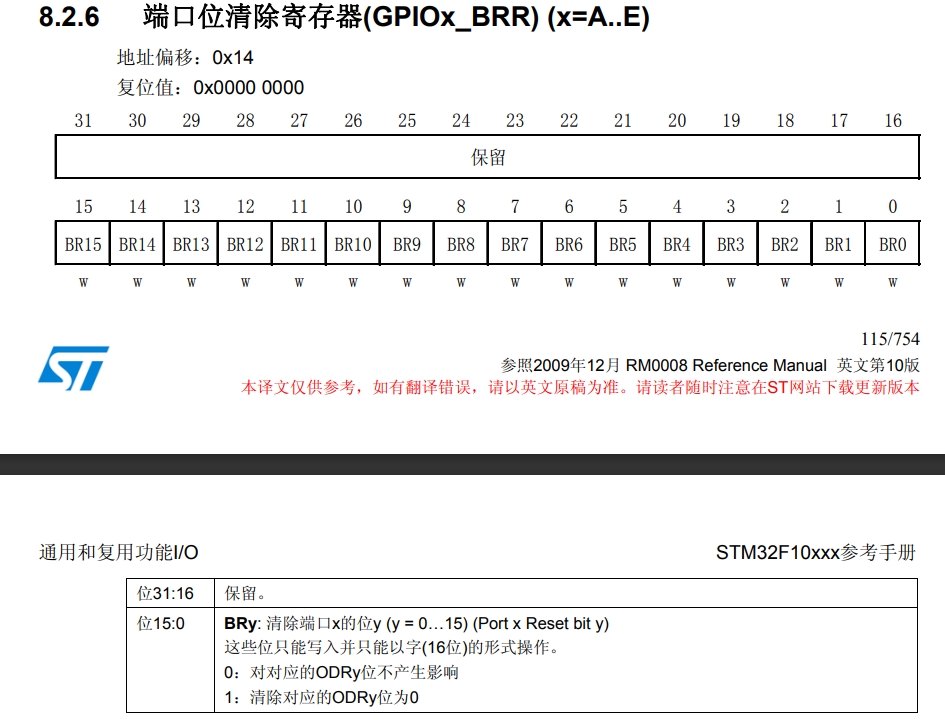 8.2.6 端口位清除寄存器(GPIOx_BRR) (x=A..E)
地址偏移：0x14
复位值：0x0000 0000
31 30 29 28 27 26 25 24 23 22 21 20 19 18 17 16
保留
15 14 13 12 11 10 9 8 7 6 5 4 3 2 1 0
BR15 BR14 BR13 BR12 BR11 BR10 BR9 BR8 BR7 BR6 BR5 BR4 BR3 BR2 BR1 BR0
w w w w w w w w w w w w w w w w
115/754
ST
参照2009年12月 RM0008 Reference Manual 英文第10版
本译文仅供参考，如有翻译错误，请以英文原稿为准。请读者随时注意在ST网站下载更新版本
通用和复用功能I/O STM32F10xxx参考手册
位31:16 保留。
位15:0 BRy: 清除端口x的位y (y = 0…15) (Port x Reset bit y)
这些位只能写入并只能以字(16位)的形式操作。
0：对对应的ODRy位不产生影响
1：清除对应的ODRy位为0